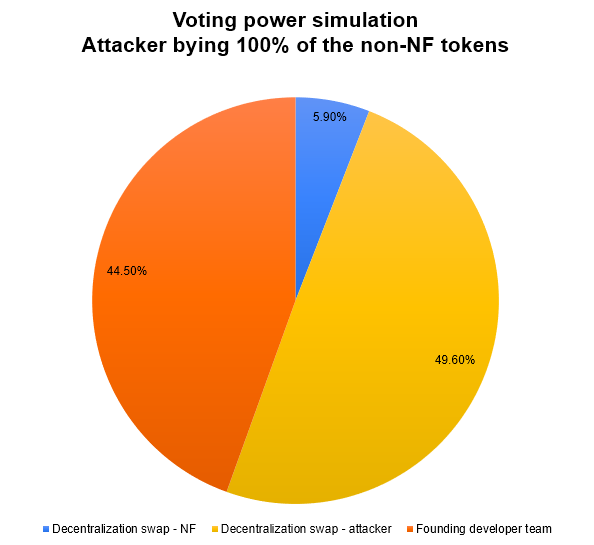 Voting power simulation
Attacker bying 100% of the non-NF tokens
5.90%
44.50%
49.60%
Decentralization swap - NF
Decentralization swap - attacker
Founding developer team